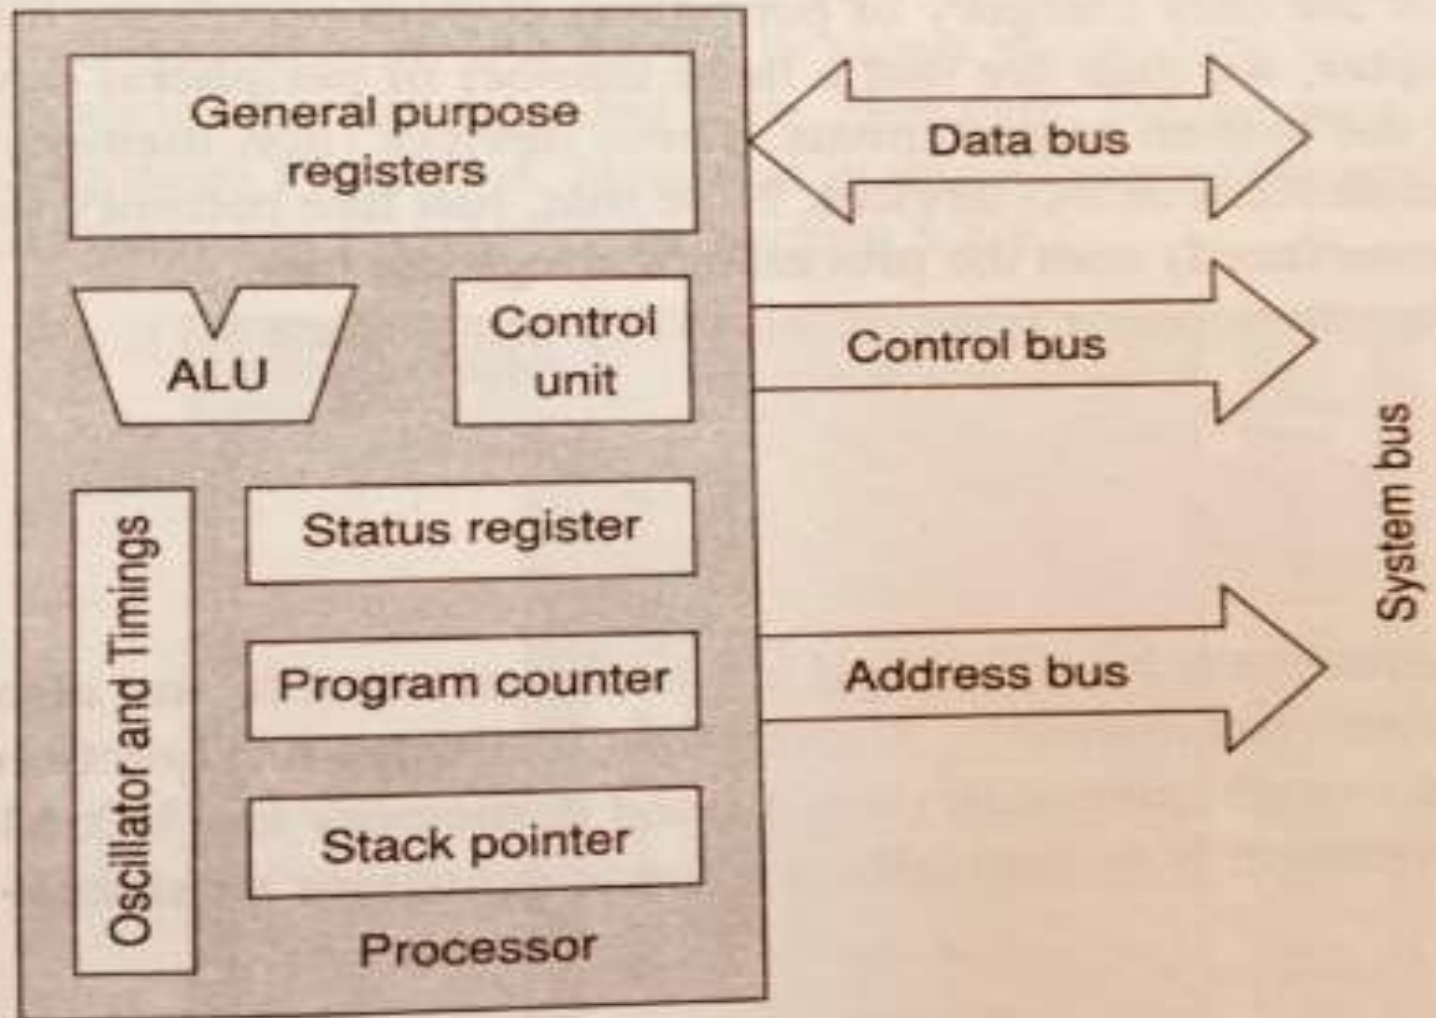 General purpose
registers
Data bus
ALU
Control
unit
Control bus
Status register
Program counter
Address bus
Stack pointer
Oscillator and Timings
Processor
System bus